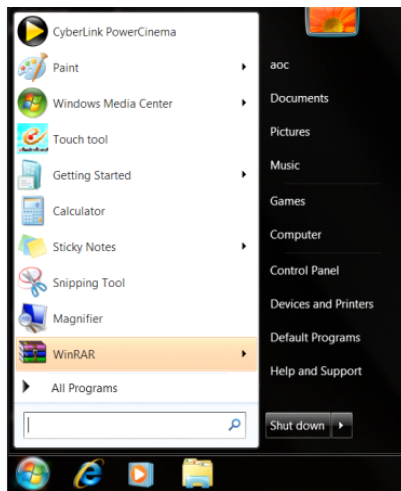 CyberLink PowerCinema
Paint
Windows Media Center
Touch tool
Getting Started
Calculator
Sticky Notes
Snipping Tool
Magnifier
WinRAR
All Programs
aoc
Documents
Pictures
Music
Games
Computer
Control Panel
Devices and Printers
Default Programs
Help and Support
Shut down